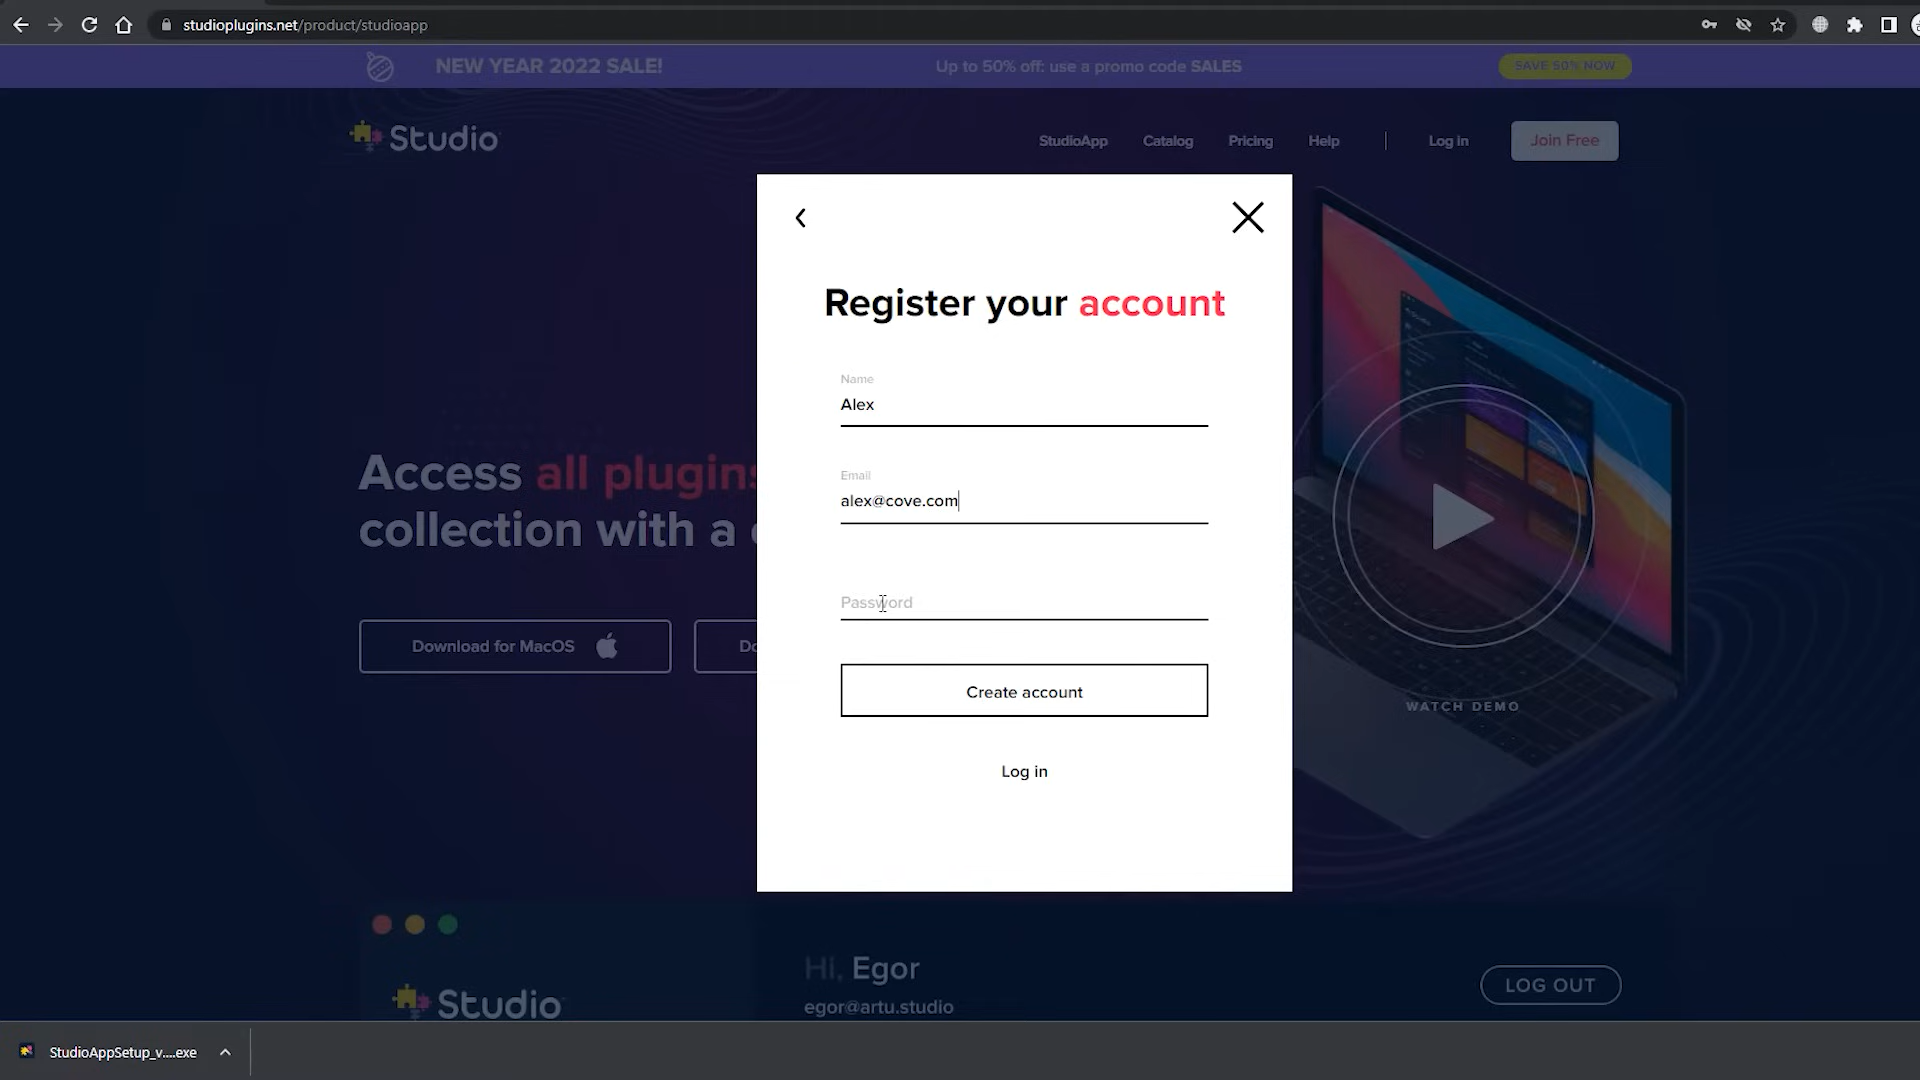 studioplugins.net/product/studioapp
NEW YEAR 2022 SALE!
Up to 50% off: use a promo code SALES
SAVE 50% NOW
Studio
StudioApp
Catalog
Pricing
Help
Log in
Join Free
Register your account
Name
Alex
Email
alex@cove.com
Password
Create account
Log in
Access all plugins
collection with a
Download for MacOS
Do
WATCH DEMO
Studio
Hi, Egor
egor@artu.studio
LOG OUT
StudioAppSetup_v....exe